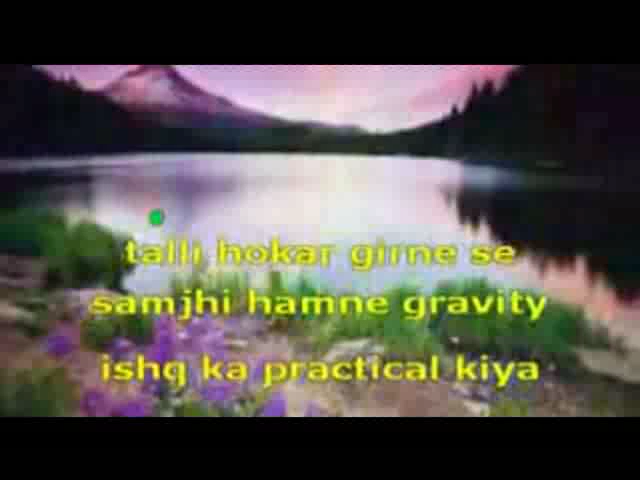 talli hokar girne se
samjhi hamne gravity
ishq ka practical kiya